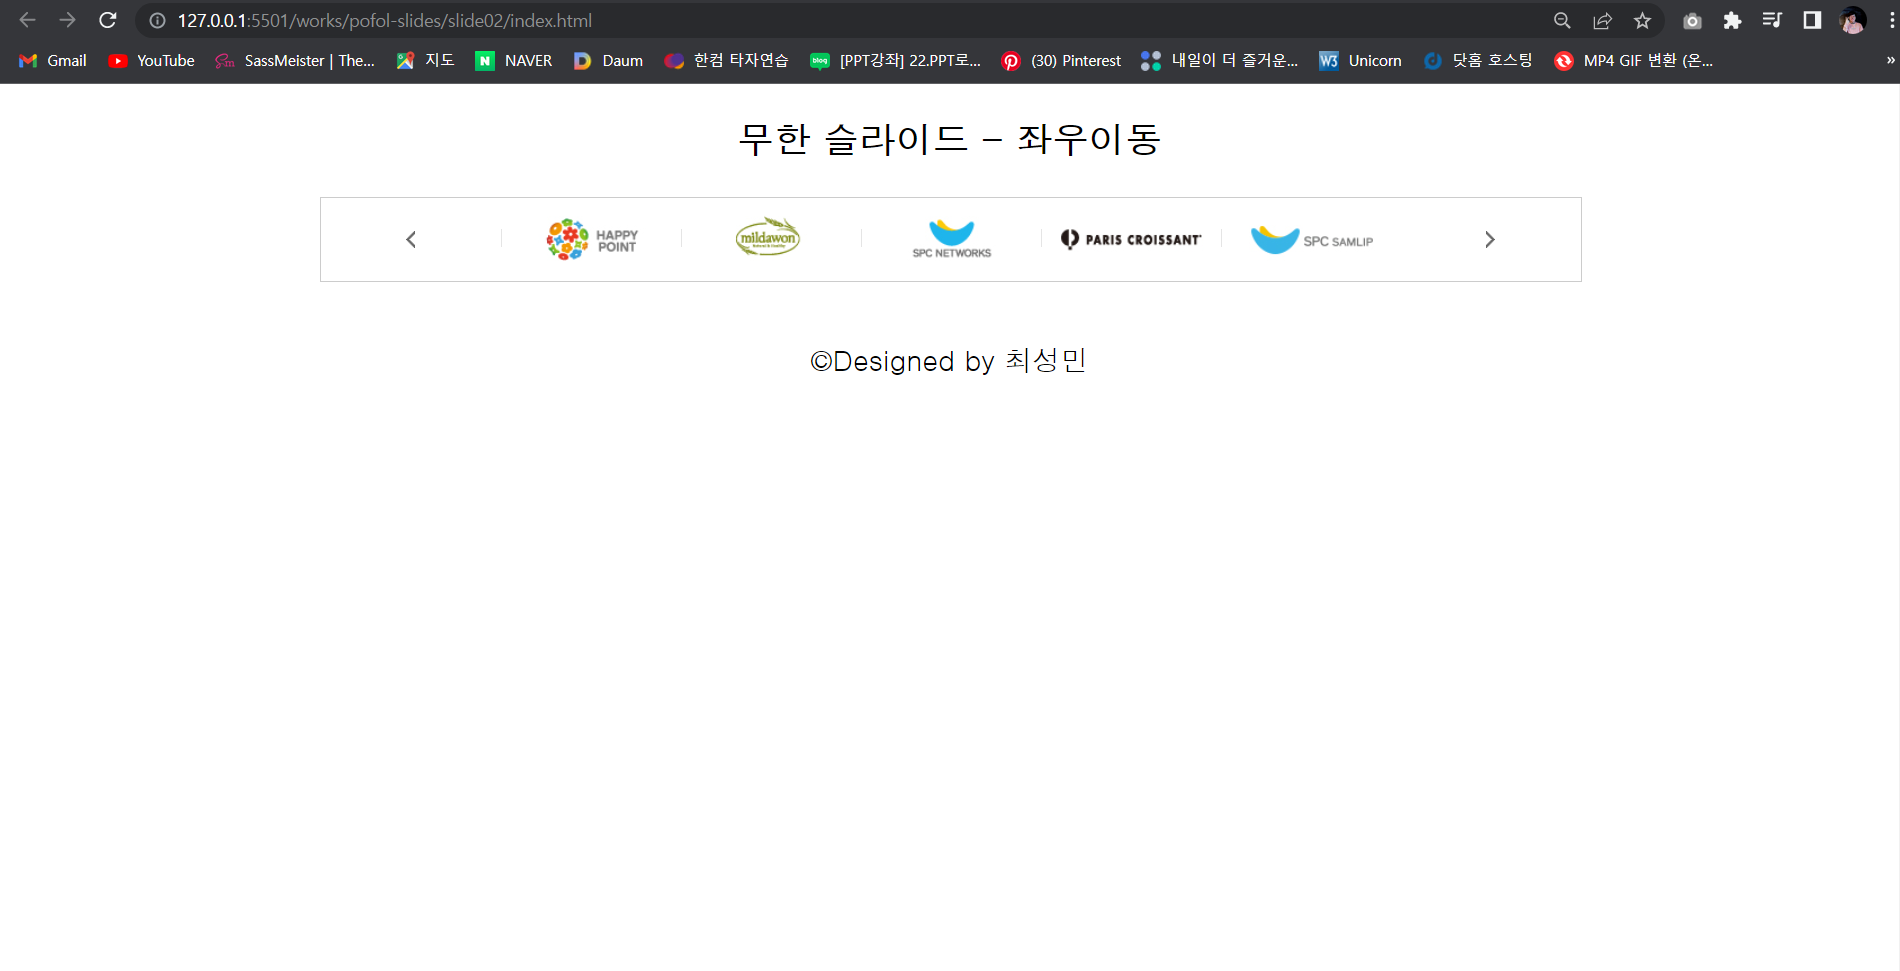 127.0.0.1:5501/works/pofol-slides/slide02/index.html
Gmail YouTube SassMeister | The... 지도 NAVER Daum 한컴 타자연습 blog [PPT강좌] 22.PPT로... (30) Pinterest 내일이 더 즐거운... W3 Unicorn 닷홈 호스팅 MP4 GIF 변환 (온... »
무한 슬라이드 – 좌우이동
HAPPY POINT mildawon SPC NETWORKS PARIS CROISSANT SPC SAMLIP
©Designed by 최성민